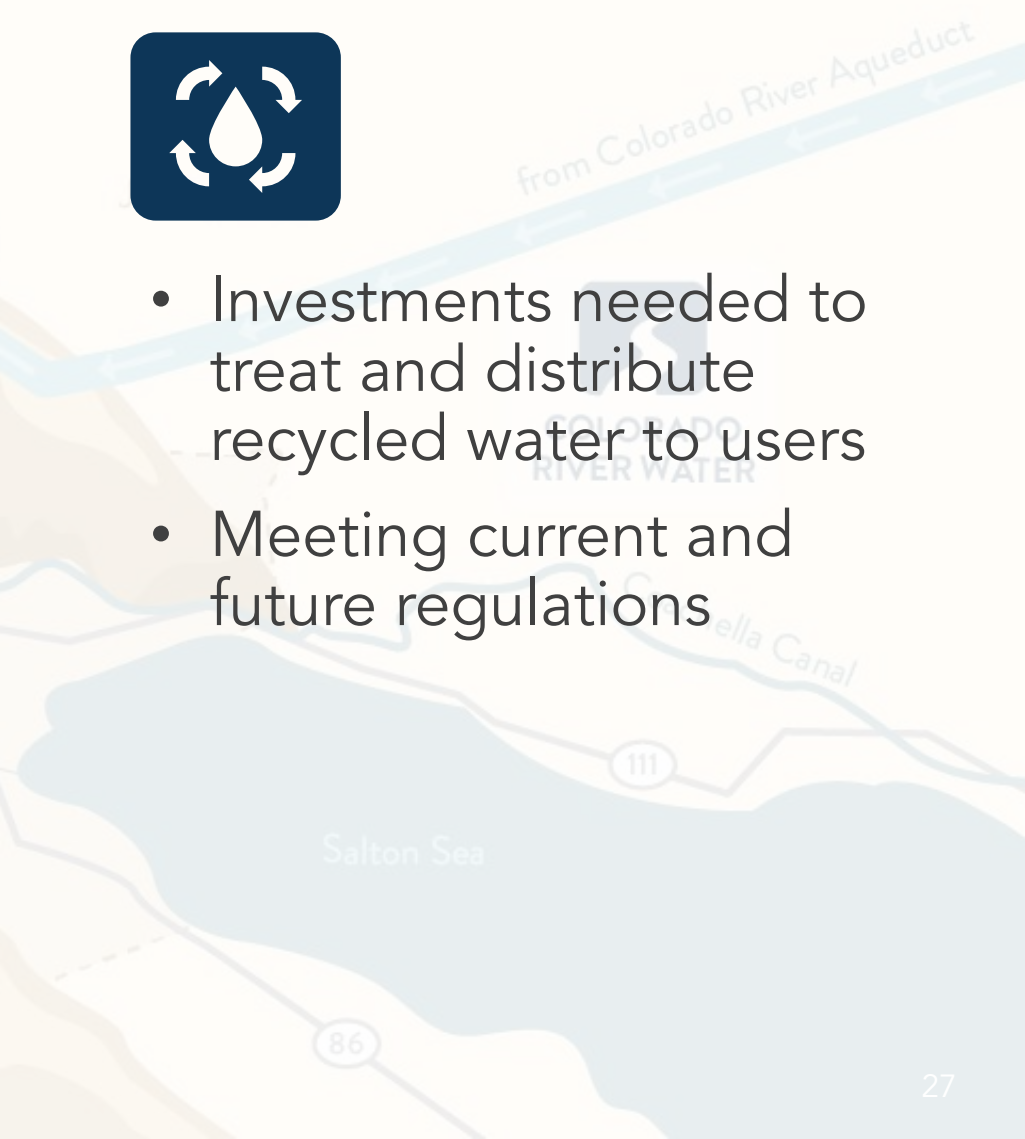 from Colorado River Aqueduct
• Investments needed to
treat and distribute
recycled water to users
COLORADO
RIVER WATER
• Meeting current and
future regulations
Coachella Canal
111
Salton Sea
86
27